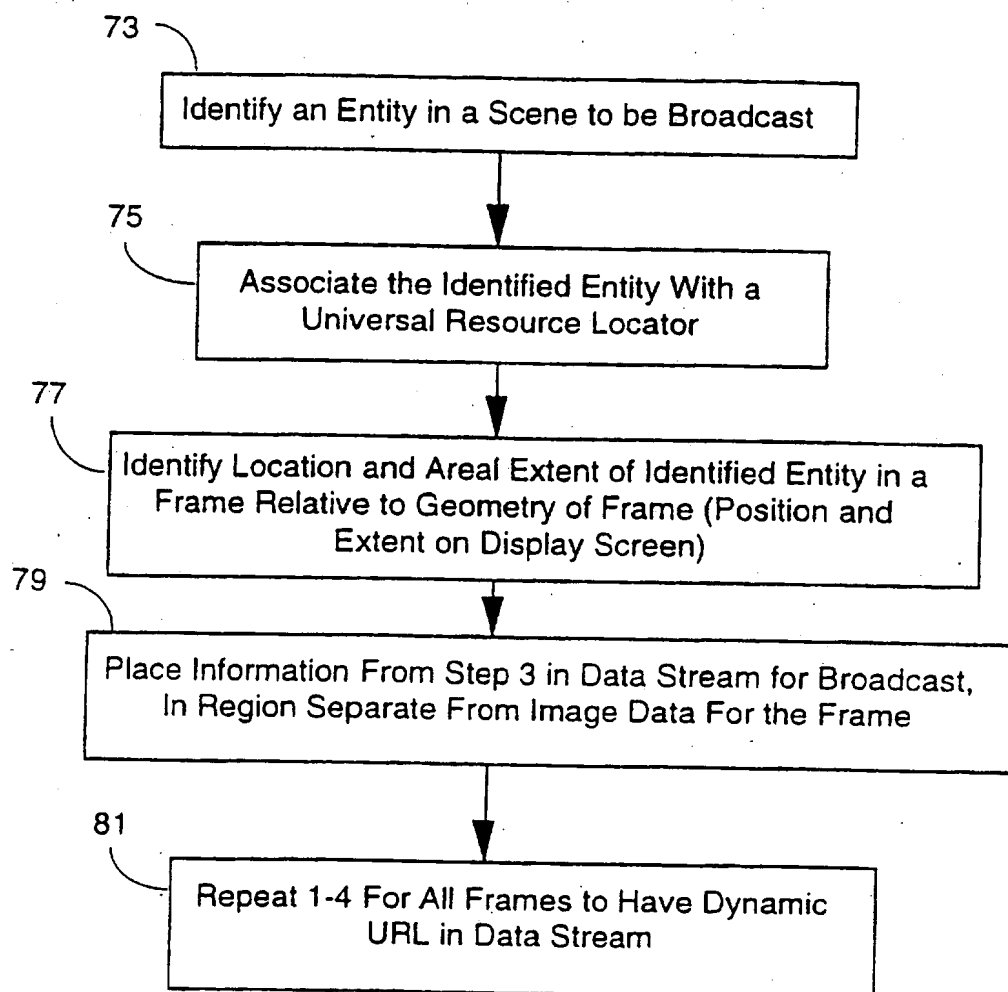 73
Identify an Entity in a Scene to be Broadcast
75
Associate the Identified Entity With a
Universal Resource Locator
77
Identify Location and Areal Extent of Identified Entity in a
Frame Relative to Geometry of Frame (Position and
Extent on Display Screen)
79
Place Information From Step 3 in Data Stream for Broadcast,
In Region Separate From Image Data For the Frame
81
Repeat 1-4 For All Frames to Have Dynamic
URL in Data Stream